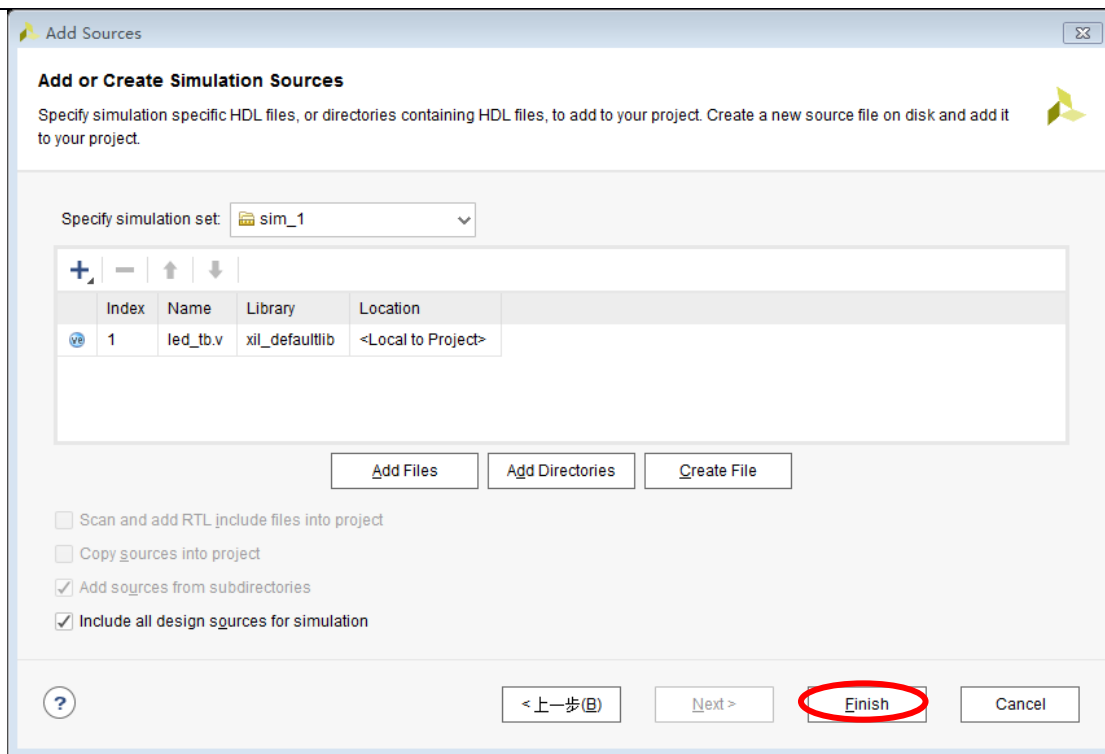 Add Sources
Add or Create Simulation Sources
Specify simulation specific HDL files, or directories containing HDL files, to add to your project. Create a new source file on disk and add it
to your project.
Specify simulation set: sim_1
Index Name Library Location
ve 1 led_tb.v xil_defaultlib <Local to Project>
Add Files Add Directories Create File
Scan and add RTL include files into project
Copy sources into project
Add sources from subdirectories
Include all design sources for simulation
? < 上一步(B) Next > Finish Cancel